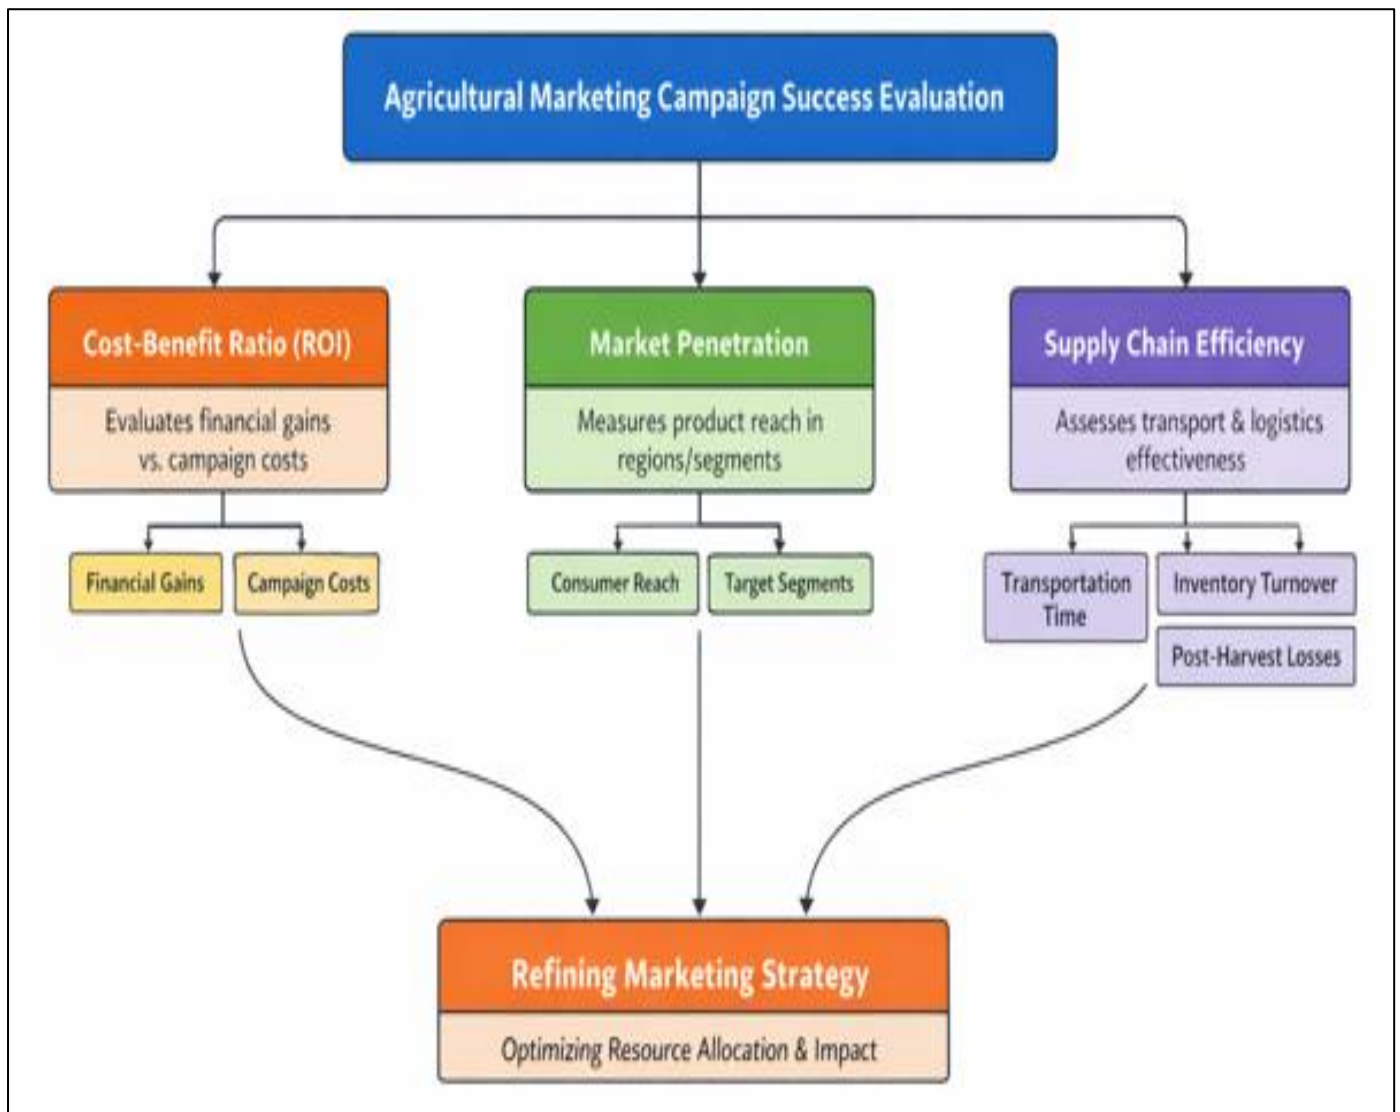 Agricultural Marketing Campaign Success Evaluation
Cost-Benefit Ratio (ROI)
Evaluates financial gains
vs. campaign costs
Financial Gains
Campaign Costs
Market Penetration
Measures product reach in
regions/segments
Consumer Reach
Target Segments
Supply Chain Efficiency
Assesses transport & logistics
effectiveness
Transportation
Time
Inventory Turnover
Post-Harvest Losses
Refining Marketing Strategy
Optimizing Resource Allocation & Impact